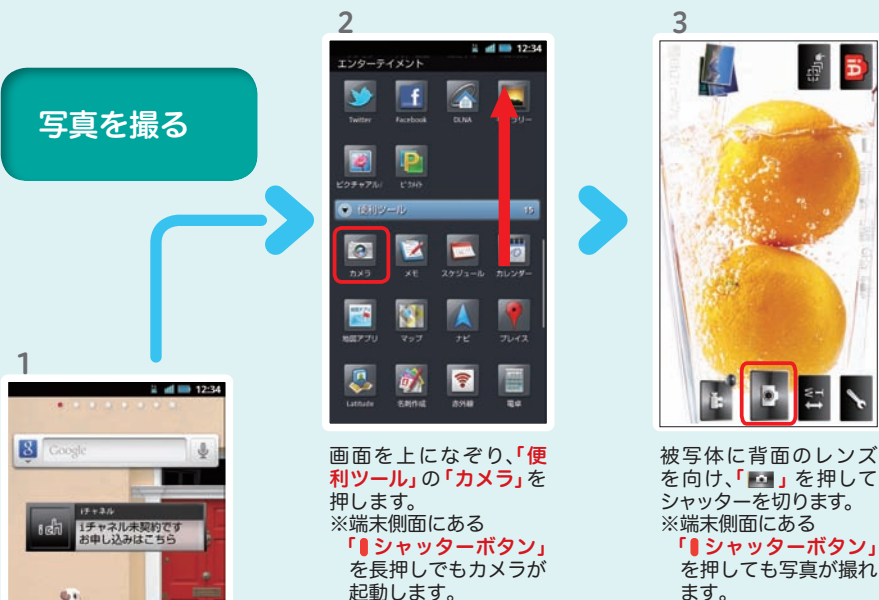 写真を撮る
1
12:34
Google
iチャネル
iチャネル未契約です
お申し込みはこちら
2
12:34
エンターテイメント
Twitter
Facebook
DLNA
便利ツール
15
カメラ
メモ
スケジュール
カレンダー
地図アプリ
マップ
ナビ
プレイス
Latitude
名刺作成
赤外線
電卓
画面を上になぞり、「便
利ツール」の「カメラ」を
押します。
※端末側面にある
「シャッターボタン」
を長押しでもカメラが
起動します。
3
iA
被写体に背面のレンズ
を向け、「」を押して
シャッターを切ります。
※端末側面にある
「シャッターボタン」
を押しても写真が撮れ
ます。